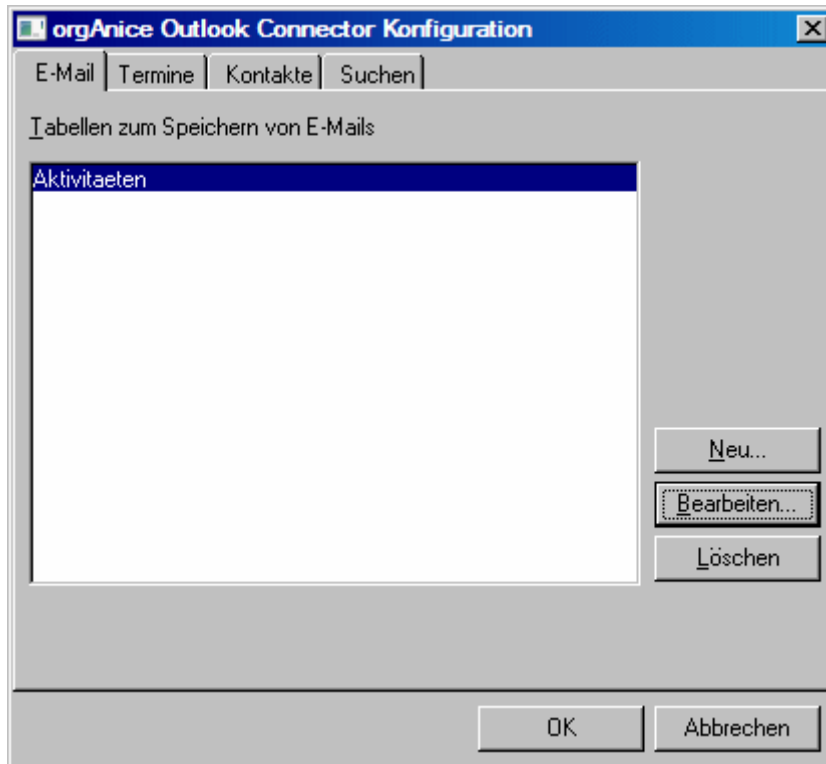 orgAnice Outlook Connector Konfiguration
E-Mail Termine Kontakte Suchen
Tabellen zum Speichern von E-Mails
Aktivitaeten
Neu...
Bearbeiten...
Löschen
OK Abbrechen